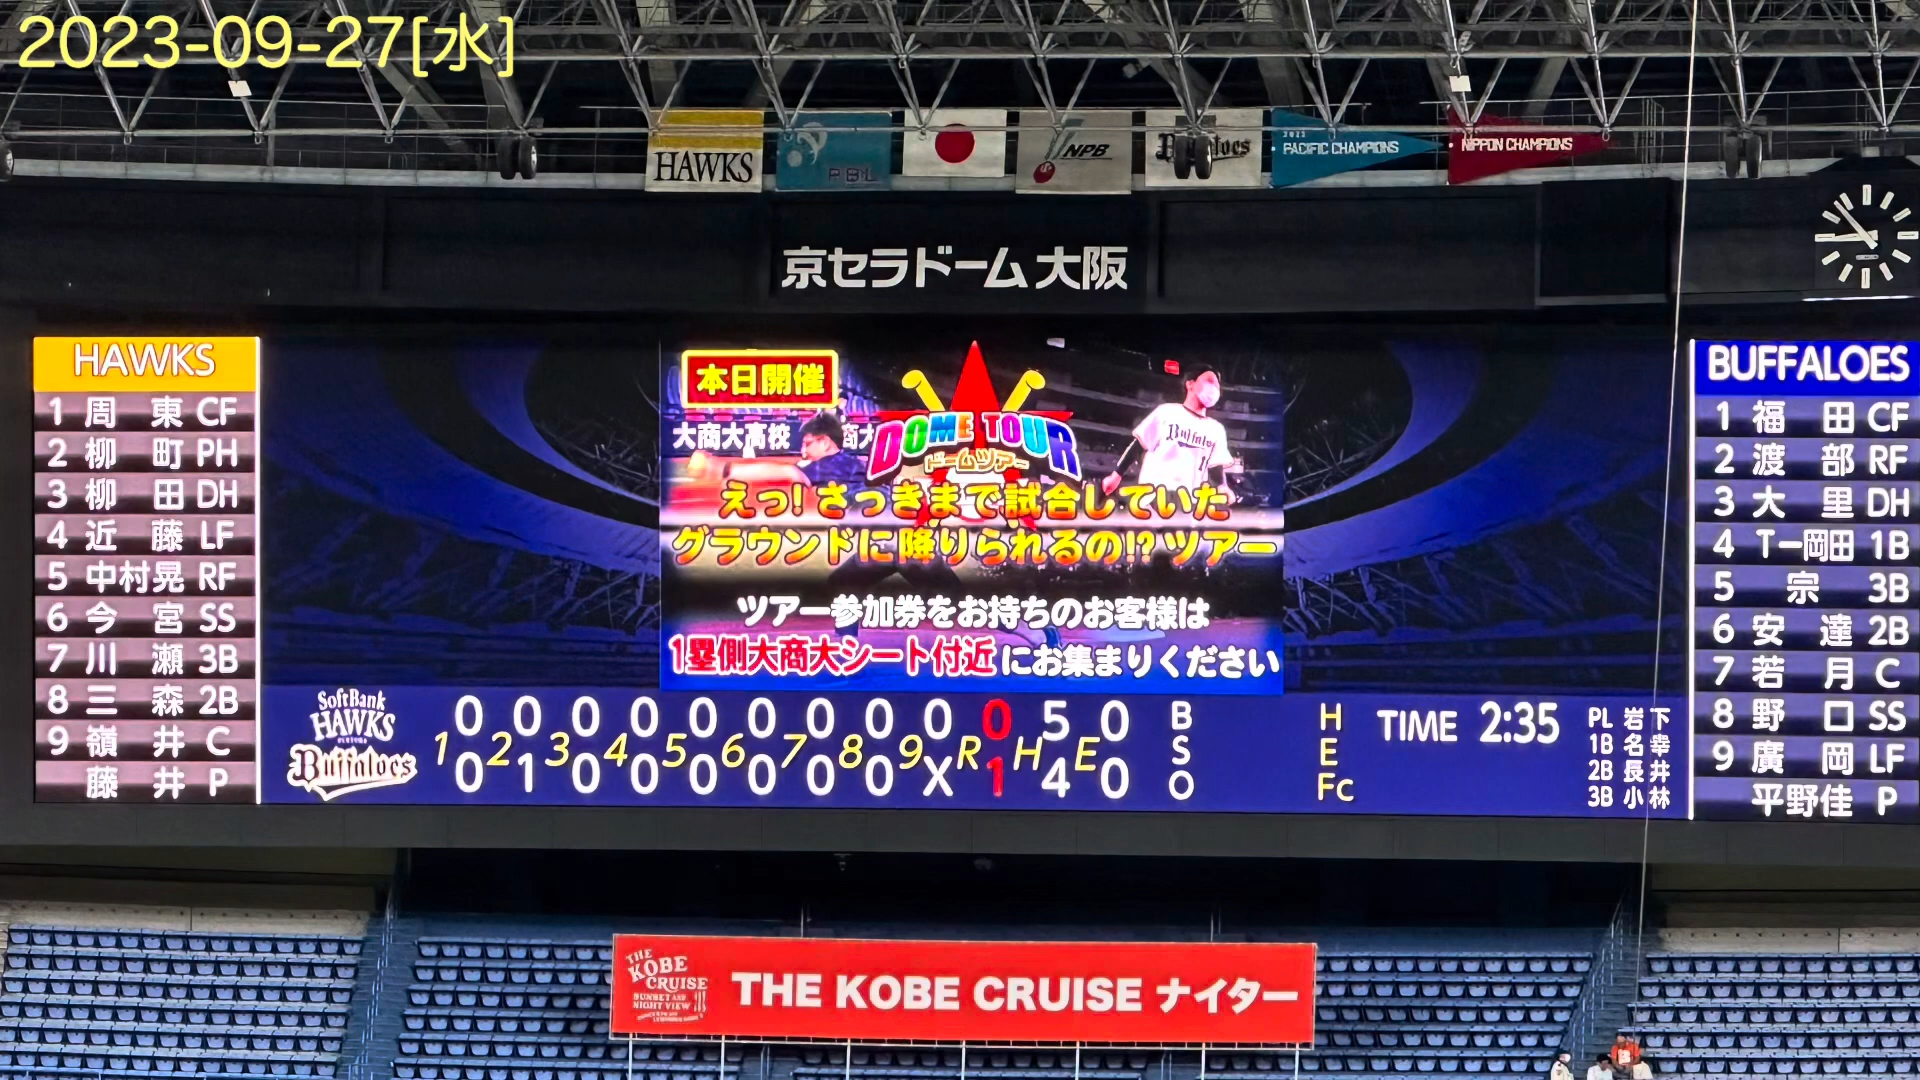 2023-09-27[水]
HAWKS
PBL
NPB
Buffaloes
PACIFIC CHAMPIONS
NIPPON CHAMPIONS
京セラドーム 大阪
HAWKS
1 周東 CF
2 柳町 PH
3 柳田 DH
4 近藤 LF
5 中村晃 RF
6 今宮 SS
7 川瀬 3B
8 三森 2B
9 嶺井 C
藤井 P
本日開催
大商大高校
DOME TOUR
ドームツアー
Buffaloes
えっ! さっきまで試合していた
グラウンドに降りられるの!? ツアー
ツアー参加券をお持ちのお客様は
1塁側大商大シート付近にお集まりください
BUFFALOES
1 福田 CF
2 渡部 RF
3 大里 DH
4 T-岡田 1B
5 宗 3B
6 安達 2B
7 若月 C
8 野口 SS
9 廣岡 LF
平野佳 P
1 2 3 4 5 6 7 8 9 R H E
SoftBank HAWKS 0 0 0 0 0 0 0 0 0 0 5 0
Buffaloes 0 1 0 0 0 0 0 0 X 1 4 0
B
S
O
H
E
Fc
TIME 2:35
PL 岩下
1B 名幸
2B 長井
3B 小林
THE
KOBE
CRUISE
SUNSET AND
NIGHT VIEW
THE KOBE CRUISE ナイター